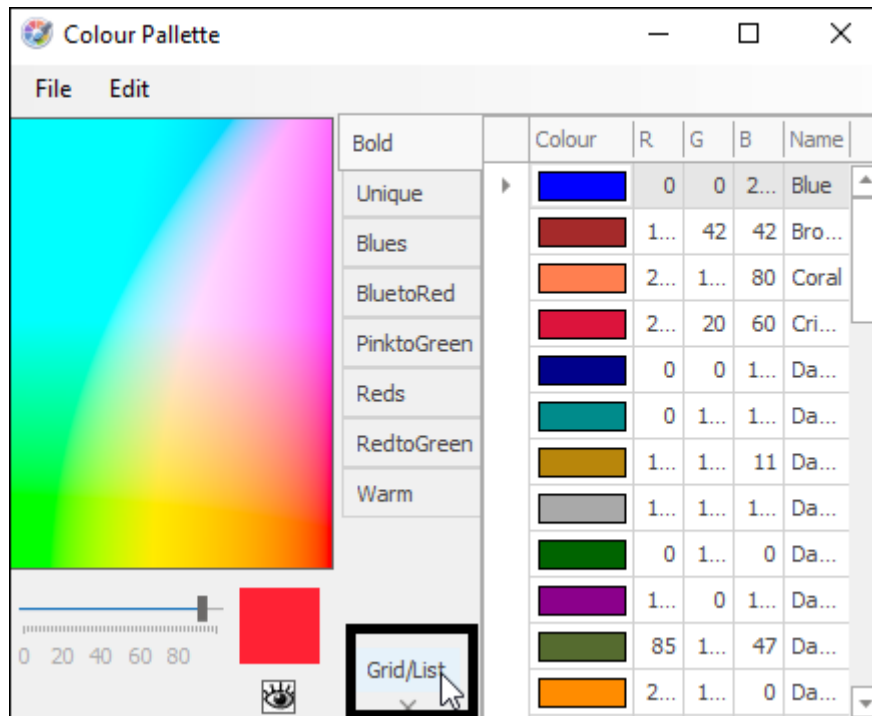 Colour Pallette
File Edit
Bold
Unique
Blues
BluetoRed
PinktoGreen
Reds
RedtoGreen
Warm
Grid/List
0 20 40 60 80
Colour R G B Name
0 0 2... Blue
1... 42 42 Bro...
2... 1... 80 Coral
2... 20 60 Cri...
0 0 1... Da...
0 1... 1... Da...
1... 1... 11 Da...
1... 1... 1... Da...
0 1... 0 Da...
1... 0 1... Da...
85 1... 47 Da...
2... 1... 0 Da...